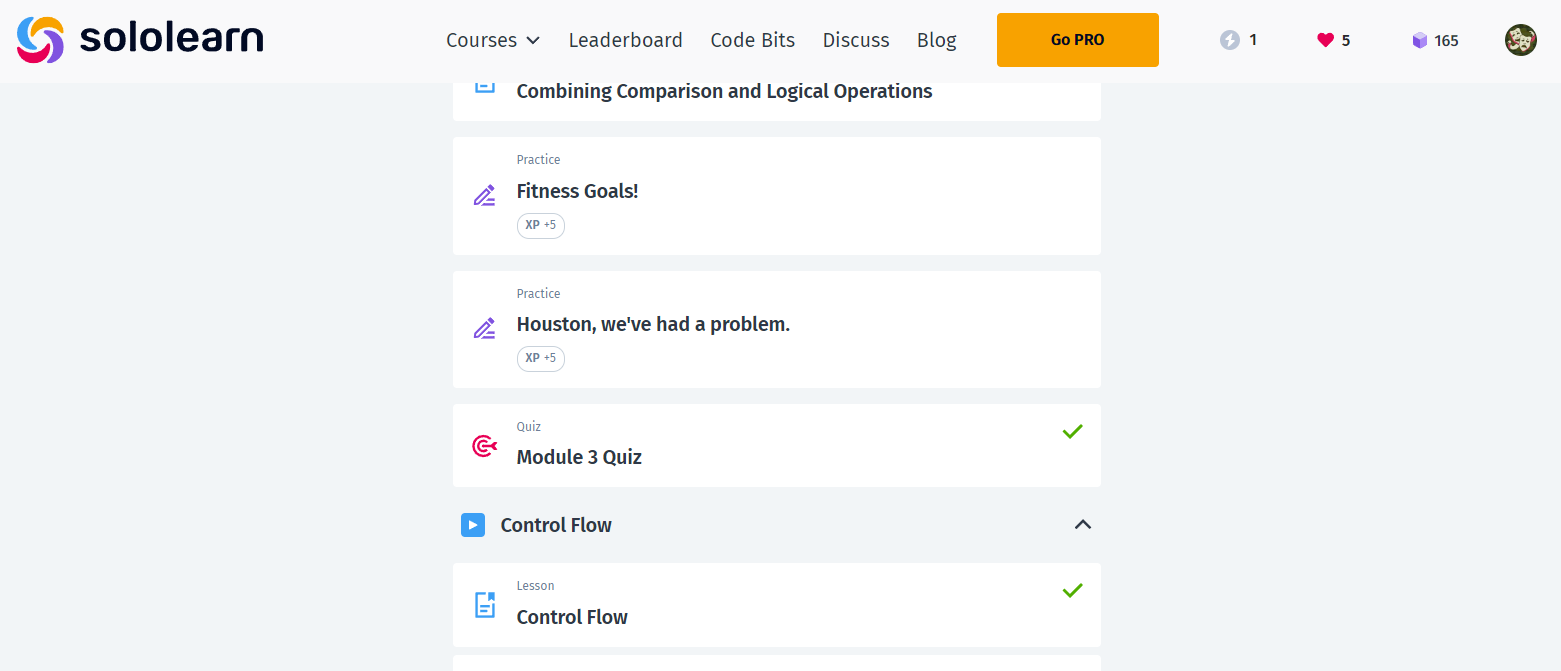 sololearn
Courses Leaderboard Code Bits Discuss Blog Go PRO 1 5 165
Combining Comparison and Logical Operations
Practice
Fitness Goals!
XP +5
Practice
Houston, we've had a problem.
XP +5
Quiz
Module 3 Quiz
Control Flow
Lesson
Control Flow